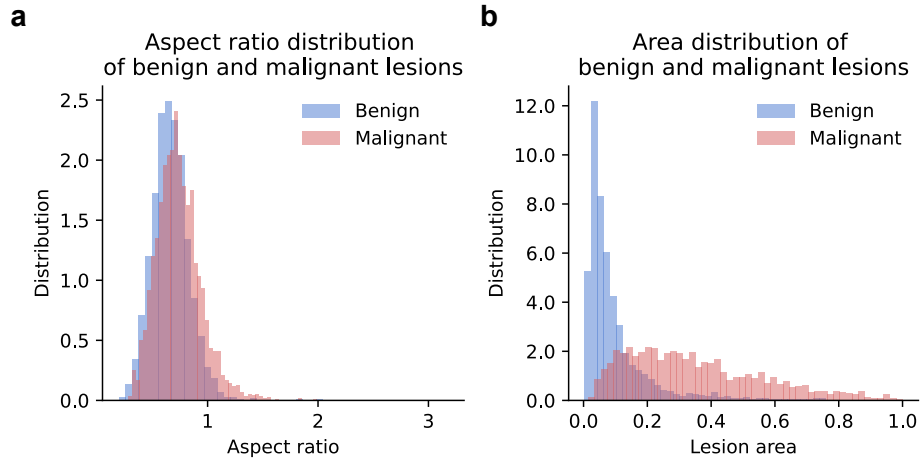 a
Aspect ratio distribution
of benign and malignant lesions
Benign
Malignant
Distribution
2.5
2.0
1.5
1.0
0.5
0.0
1
2
3
Aspect ratio
b
Area distribution of
benign and malignant lesions
Benign
Malignant
Distribution
12.0
10.0
8.0
6.0
4.0
2.0
0.0
0.0
0.2
0.4
0.6
0.8
1.0
Lesion area